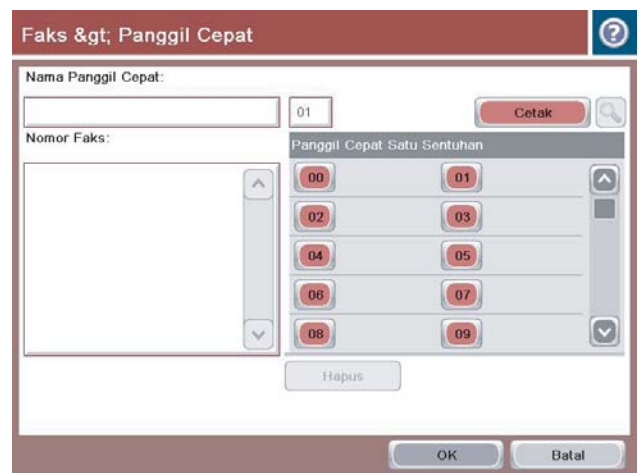 Faks &gt; Panggil Cepat
?
Nama Panggil Cepat:
01
Cetak
Nomor Faks:
Panggil Cepat Satu Sentuhan
00 01
02 03
04 05
06 07
08 09
Hapus
OK Batal